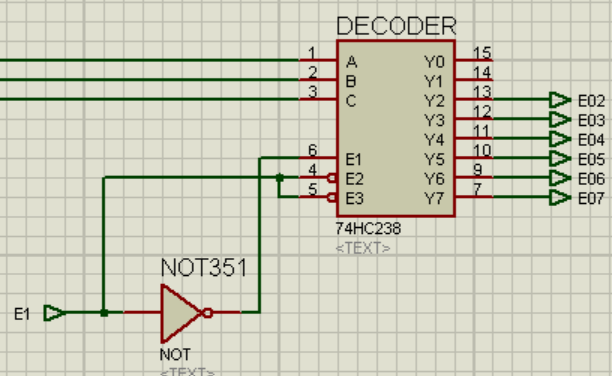 DECODER
1 A Y0 15
2 B Y1 14
3 C Y2 13 E02
Y3 12 E03
Y4 11 E04
6 E1 Y5 10 E05
4 E2 Y6 9 E06
5 E3 Y7 7 E07
74HC238
<TEXT>
NOT351
E1
NOT
<TEXT>